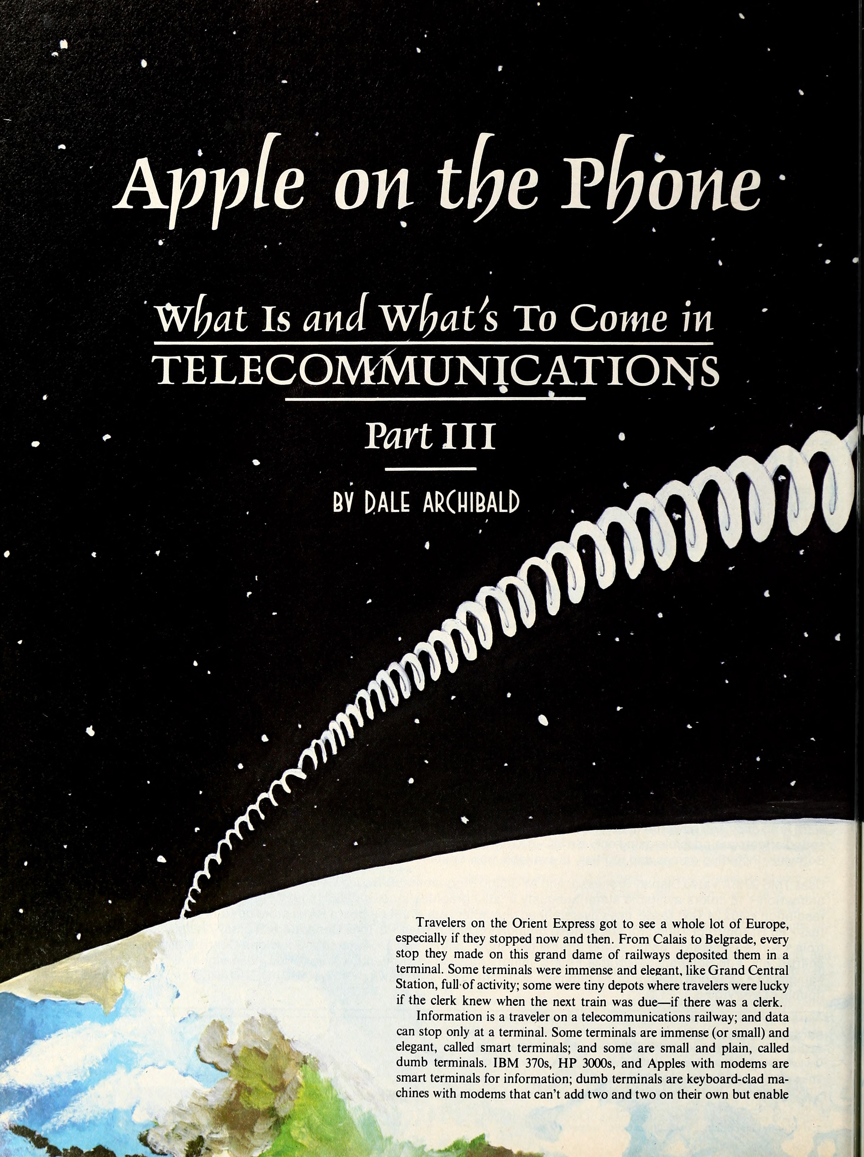 Apple on the Phone
What Is and What's To Come in
TELECOMMUNICATIONS
Part III
BY DALE ARCHIBALD
Travelers on the Orient Express got to see a whole lot of Europe,
especially if they stopped now and then. From Calais to Belgrade, every
stop they made on this grand dame of railways deposited them in a
terminal. Some terminals were immense and elegant, like Grand Central
Station, full of activity; some were tiny depots where travelers were lucky
if the clerk knew when the next train was due—if there was a clerk.
Information is a traveler on a telecommunications railway; and data
can stop only at a terminal. Some terminals are immense (or small) and
elegant, called smart terminals; and some are small and plain, called
dumb terminals. IBM 370s, HP 3000s, and Apples with modems are
smart terminals for information; dumb terminals are keyboard-clad ma-
chines with modems that can't add two and two on their own but enable